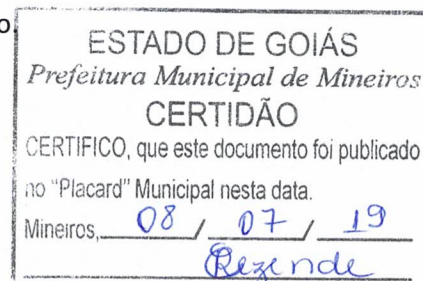 o.
ESTADO DE GOIÁS
Prefeitura Municipal de Mineiros
CERTIDÃO
CERTIFICO, que este documento foi publicado
no "Placard" Municipal nesta data.
Mineiros, 08 / 07 / 19
Rezende